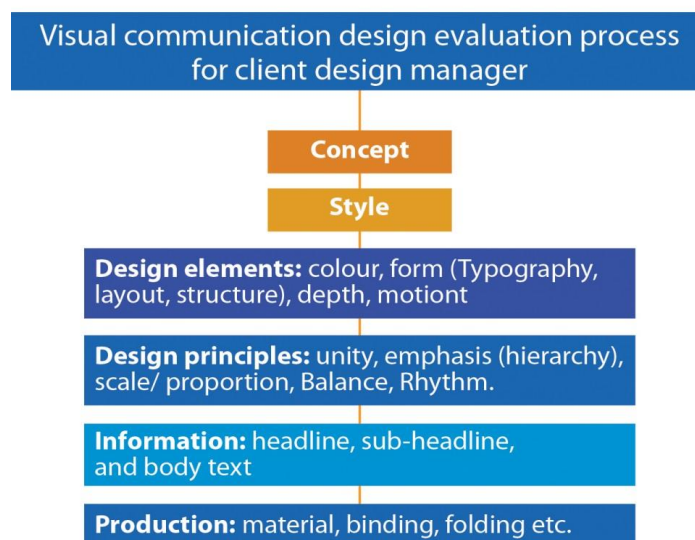 Visual communication design evaluation process
for client design manager
Concept
Style
Design elements: colour, form (Typography,
layout, structure), depth, motiont
Design principles: unity, emphasis (hierarchy),
scale/ proportion, Balance, Rhythm.
Information: headline, sub-headline,
and body text
Production: material, binding, folding etc.